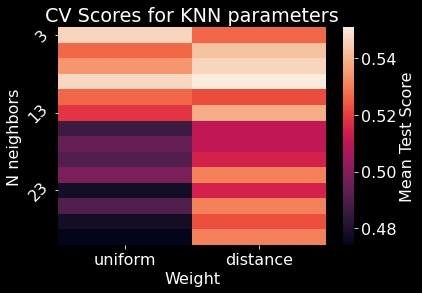 CV Scores for KNN parameters
3
13
23
N neighbors
uniform
distance
Weight
0.54
0.52
0.50
0.48
Mean Test Score